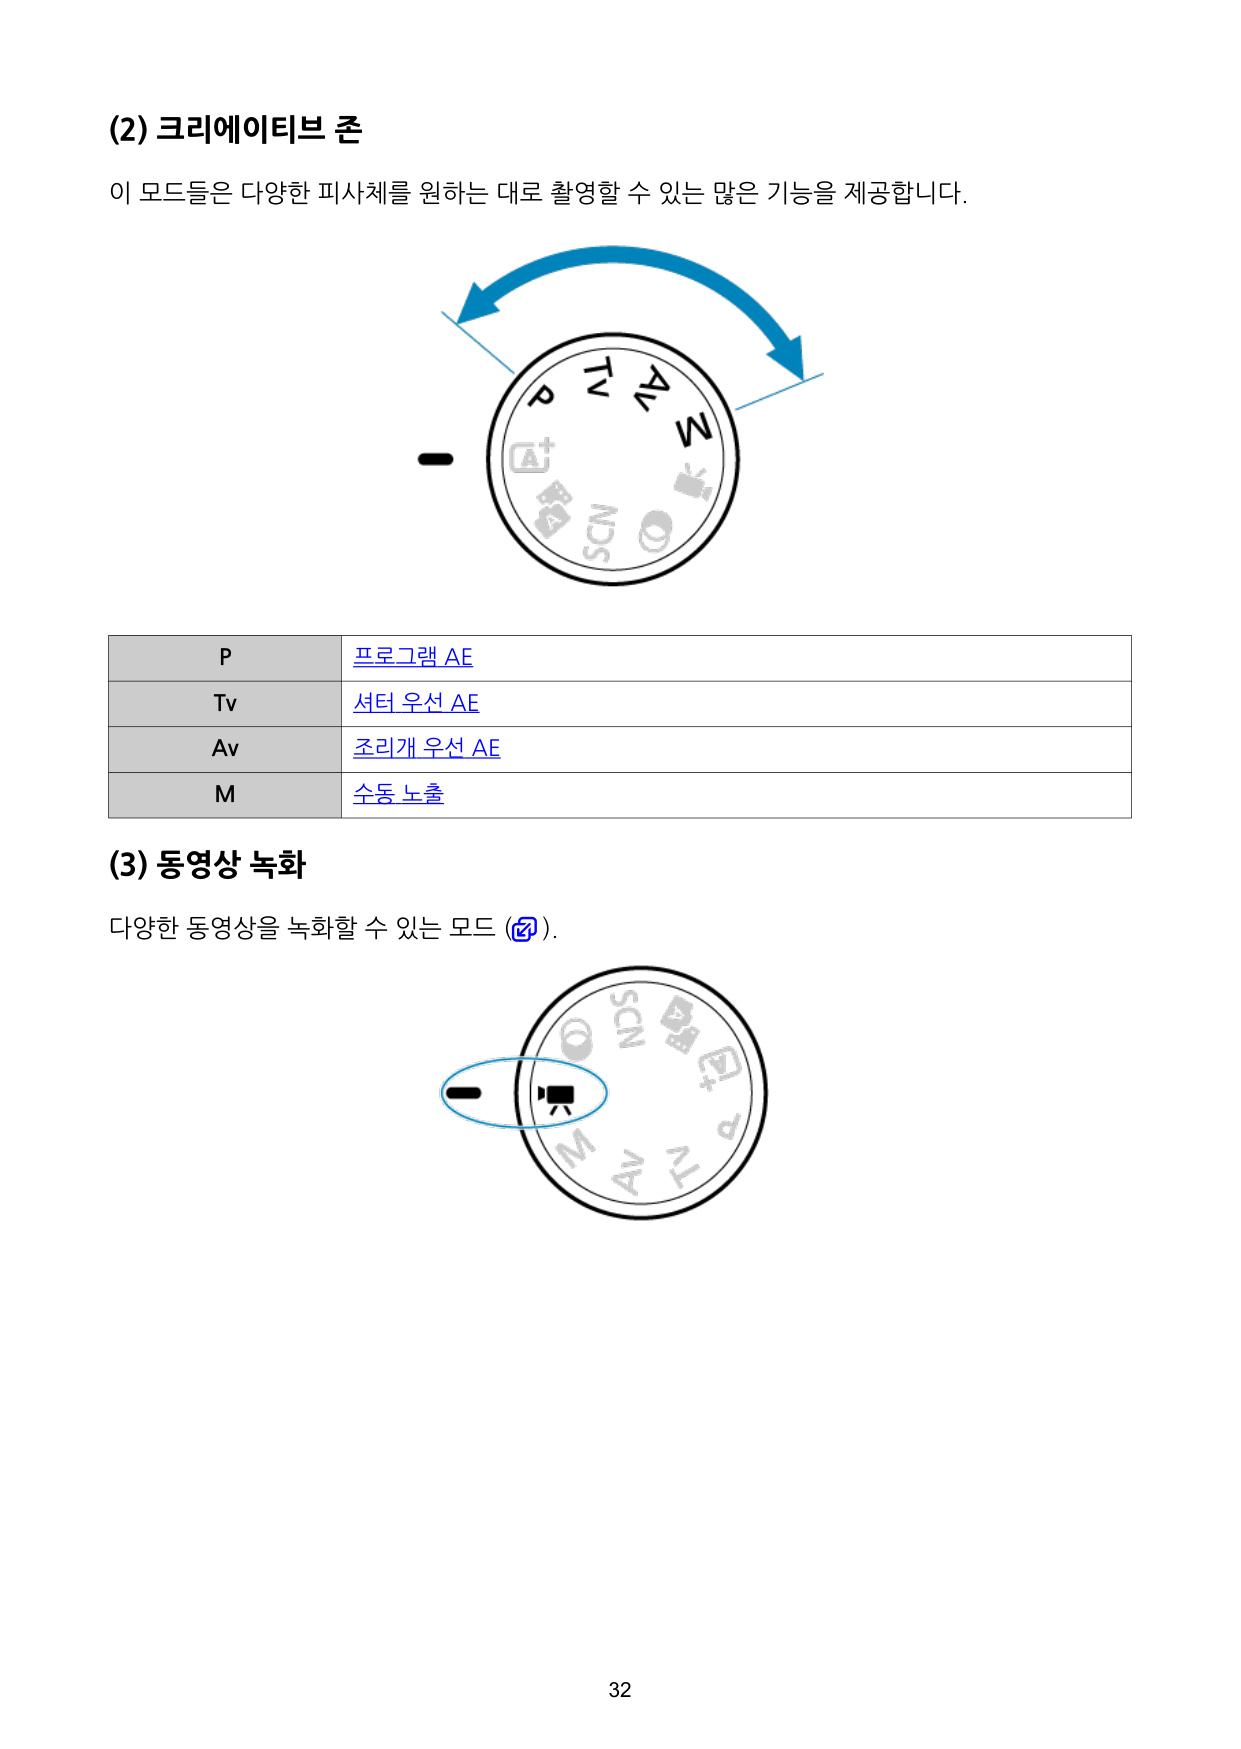 (2) 크리에이티브 존
이 모드들은 다양한 피사체를 원하는 대로 촬영할 수 있는 많은 기능을 제공합니다.
P
Tv
Av
M
A+
A
SCN
P 프로그램 AE
Tv 셔터 우선 AE
Av 조리개 우선 AE
M 수동 노출
(3) 동영상 녹화
다양한 동영상을 녹화할 수 있는 모드 ( ).
SCN
A
A+
P
Tv
Av
M
32